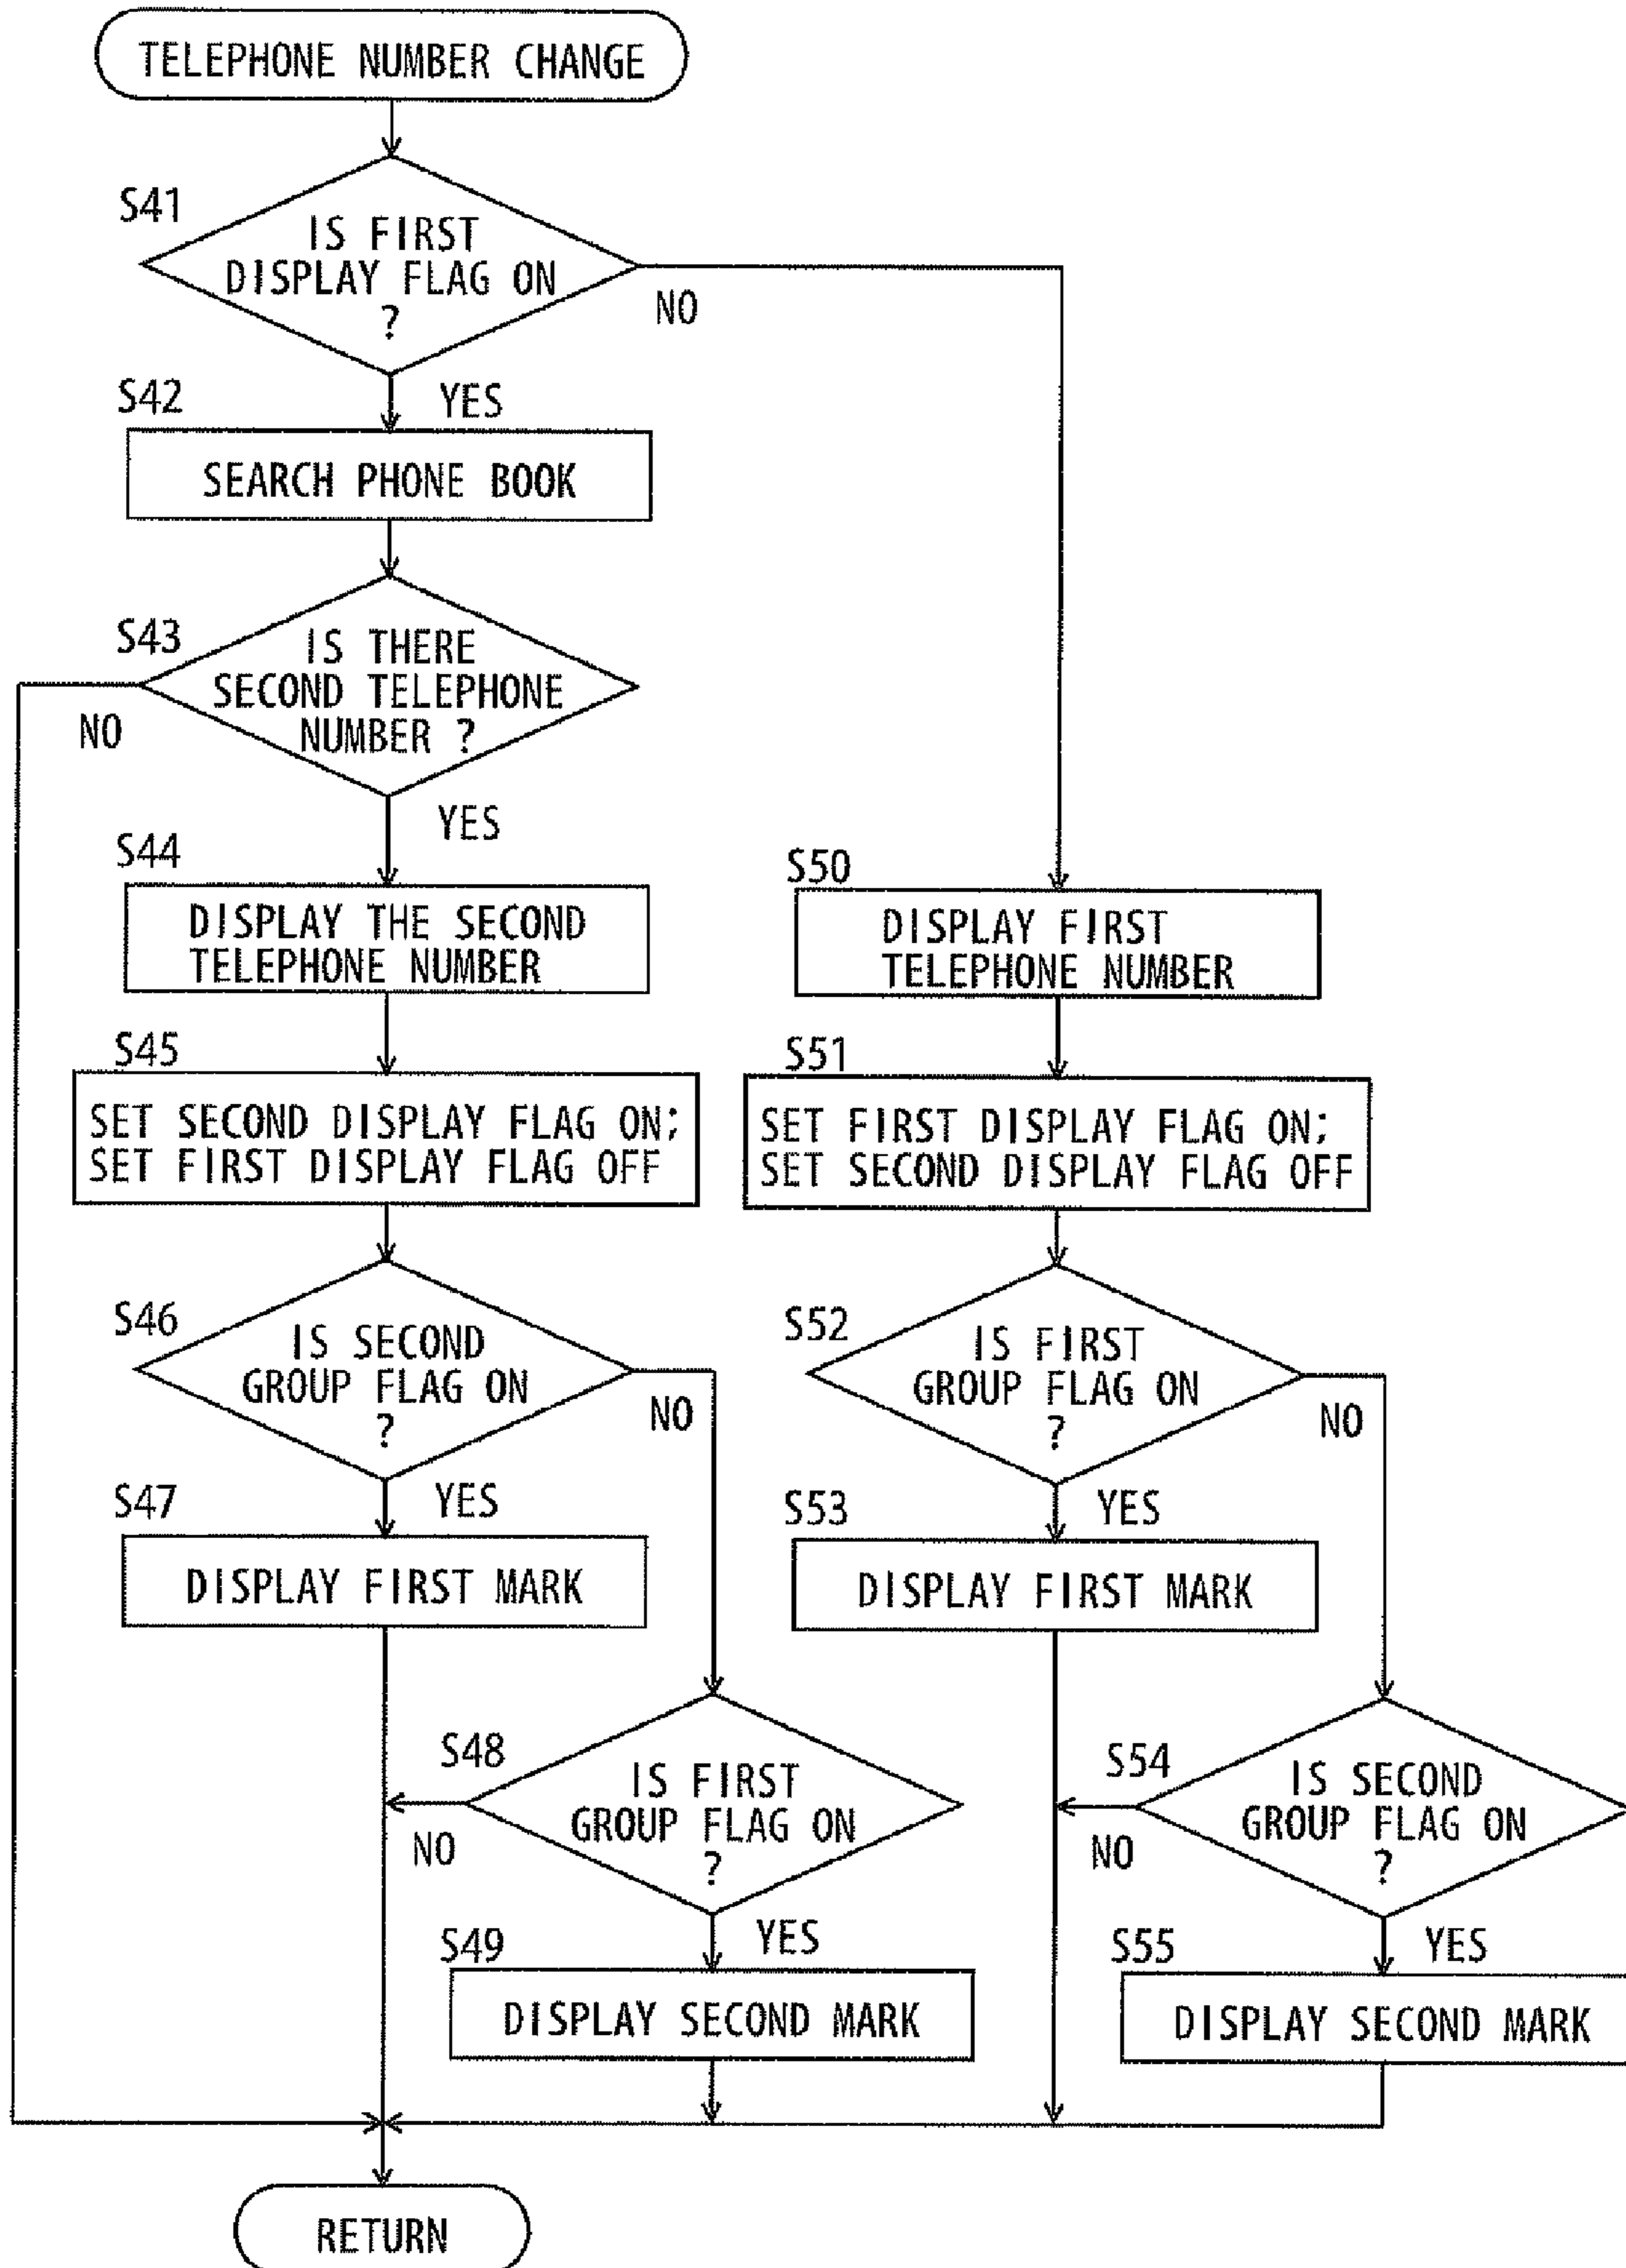 TELEPHONE NUMBER CHANGE
S41
IS FIRST
DISPLAY FLAG ON
?
NO
YES
S42
SEARCH PHONE BOOK
S43
IS THERE
SECOND TELEPHONE
NUMBER ?
NO
YES
S44
DISPLAY THE SECOND
TELEPHONE NUMBER
S45
SET SECOND DISPLAY FLAG ON;
SET FIRST DISPLAY FLAG OFF
S46
IS SECOND
GROUP FLAG ON
?
NO
YES
S47
DISPLAY FIRST MARK
S48
IS FIRST
GROUP FLAG ON
?
NO
YES
S49
DISPLAY SECOND MARK
S50
DISPLAY FIRST
TELEPHONE NUMBER
S51
SET FIRST DISPLAY FLAG ON;
SET SECOND DISPLAY FLAG OFF
S52
IS FIRST
GROUP FLAG ON
?
NO
YES
S53
DISPLAY FIRST MARK
S54
IS SECOND
GROUP FLAG ON
?
NO
YES
S55
DISPLAY SECOND MARK
RETURN